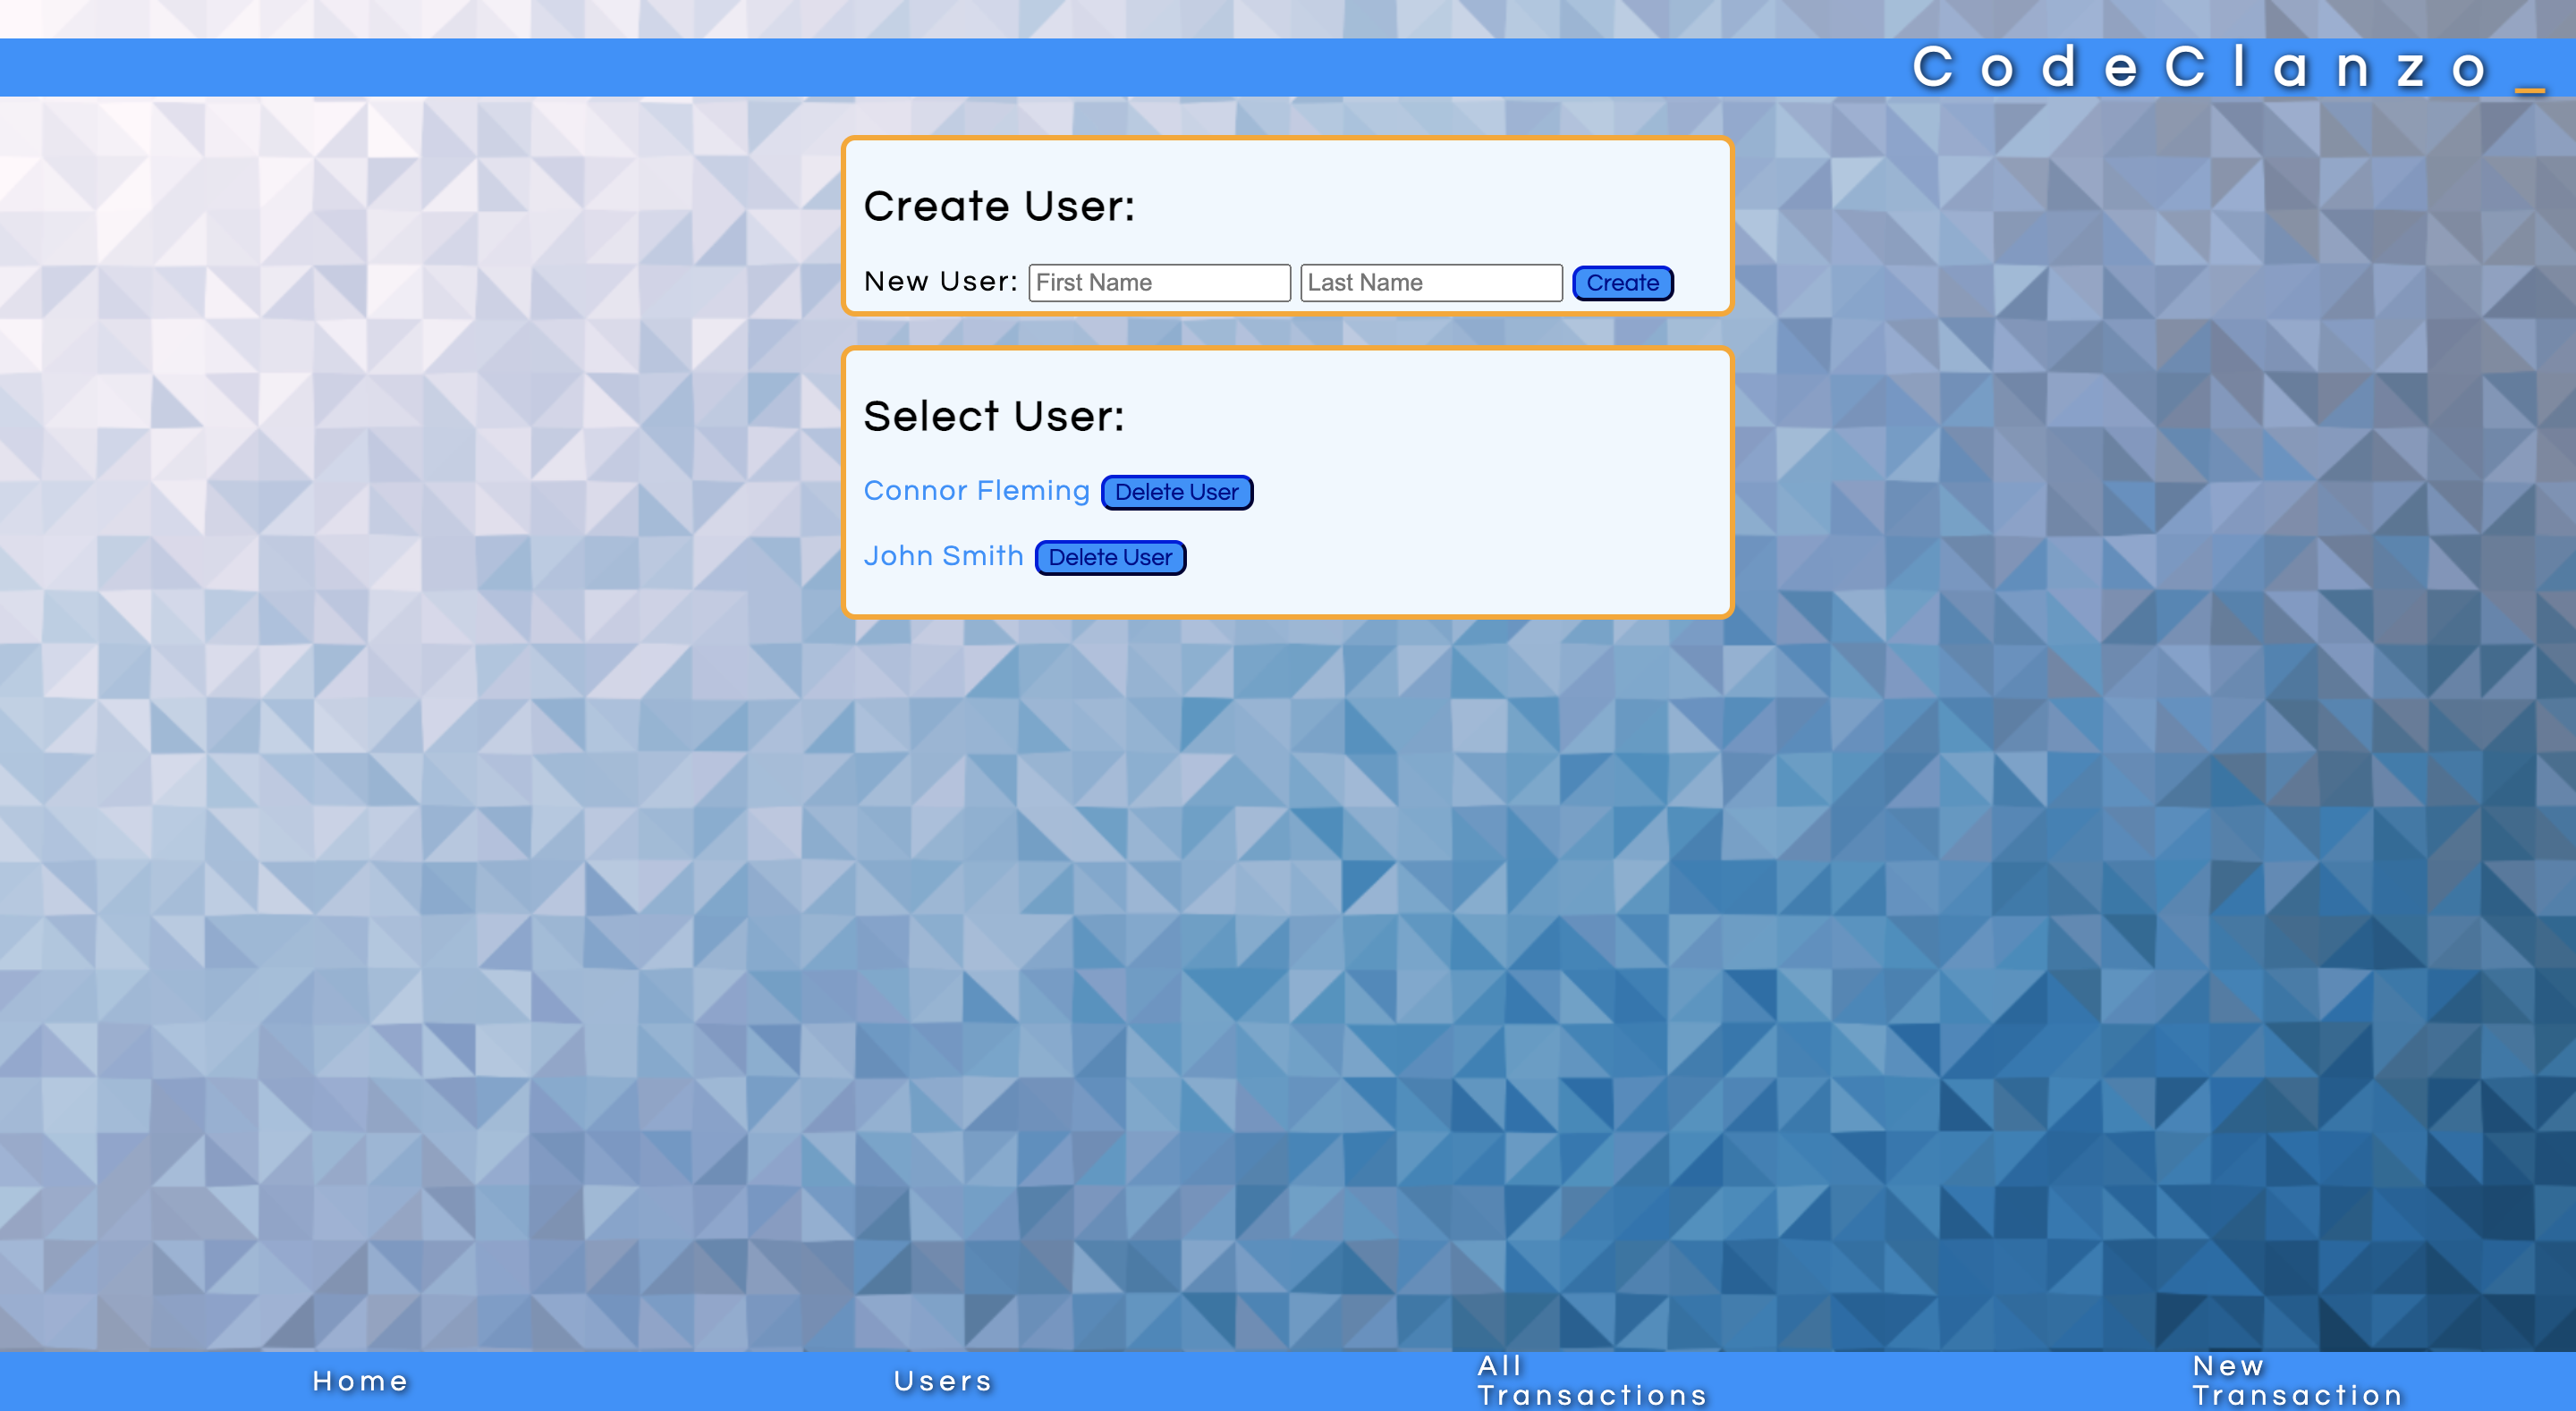 CodeClanzo_
Create User:
New User: First Name Last Name Create
Select User:
Connor Fleming Delete User
John Smith Delete User
Home Users All Transactions New Transaction